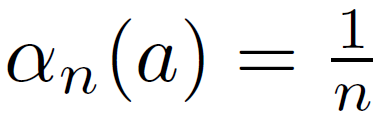 αₙ(a) = 1/n